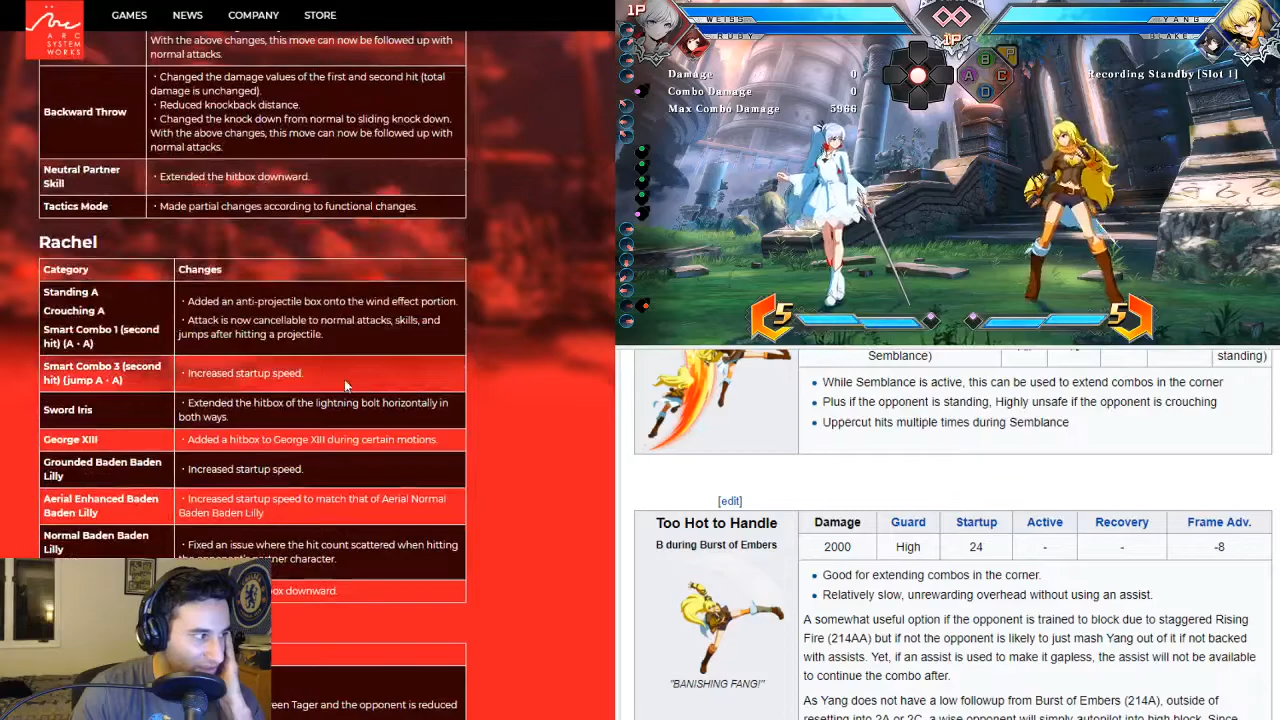 ARC
SYSTEM
WORKS
GAMES NEWS COMPANY STORE
With the above changes, this move can now be followed up with
normal attacks.
Backward Throw
・Changed the damage values of the first and second hit (total
damage is unchanged).
・Reduced knockback distance.
・Changed the knock down from normal to sliding knock down.
With the above changes, this move can now be followed up with
normal attacks.
Neutral Partner
Skill
・Extended the hitbox downward.
Tactics Mode
・Made partial changes according to functional changes.
Rachel
Category Changes
Standing A
Crouching A
Smart Combo 1 (second
hit) (A・A)
・Added an anti-projectile box onto the wind effect portion.
・Attack is now cancellable to normal attacks, skills, and
jumps after hitting a projectile.
Smart Combo 3 (second
hit) (jump A・A)
・Increased startup speed.
Sword Iris
・Extended the hitbox of the lightning bolt horizontally in
both ways.
George XIII
・Added a hitbox to George XIII during certain motions.
Grounded Baden Baden
Lilly
・Increased startup speed.
Aerial Enhanced Baden
Baden Lilly
・Increased startup speed to match that of Aerial Normal
Baden Baden Lilly
Normal Baden Baden
Lilly
・Fixed an issue where the hit count scattered when hitting
partner character.
box downward.
een Tager and the opponent is reduced
1P
WEISS
RUBY
YANG
BLAKE
1P
Damage 0
Combo Damage 0
Max Combo Damage 5966
B
P
A
C
D
Recording Standby[Slot 1]
5
5
Semblance)
standing)
While Semblance is active, this can be used to extend combos in the corner
Plus if the opponent is standing, Highly unsafe if the opponent is crouching
Uppercut hits multiple times during Semblance
[edit]
Too Hot to Handle
B during Burst of Embers
Damage Guard Startup Active Recovery Frame Adv.
2000 High 24 - - -8
Good for extending combos in the corner.
Relatively slow, unrewarding overhead without using an assist.
A somewhat useful option if the opponent is trained to block due to staggered Rising
Fire (214AA) but if not the opponent is likely to just mash Yang out of it if not backed
with assists. Yet, if an assist is used to make it gapless, the assist will not be available
to continue the combo after.
"BANISHING FANG!"
As Yang does not have a low followup from Burst of Embers (214A), outside of
resetting into 2A or 2C, a wise opponent will simply autopilot into high block. Since